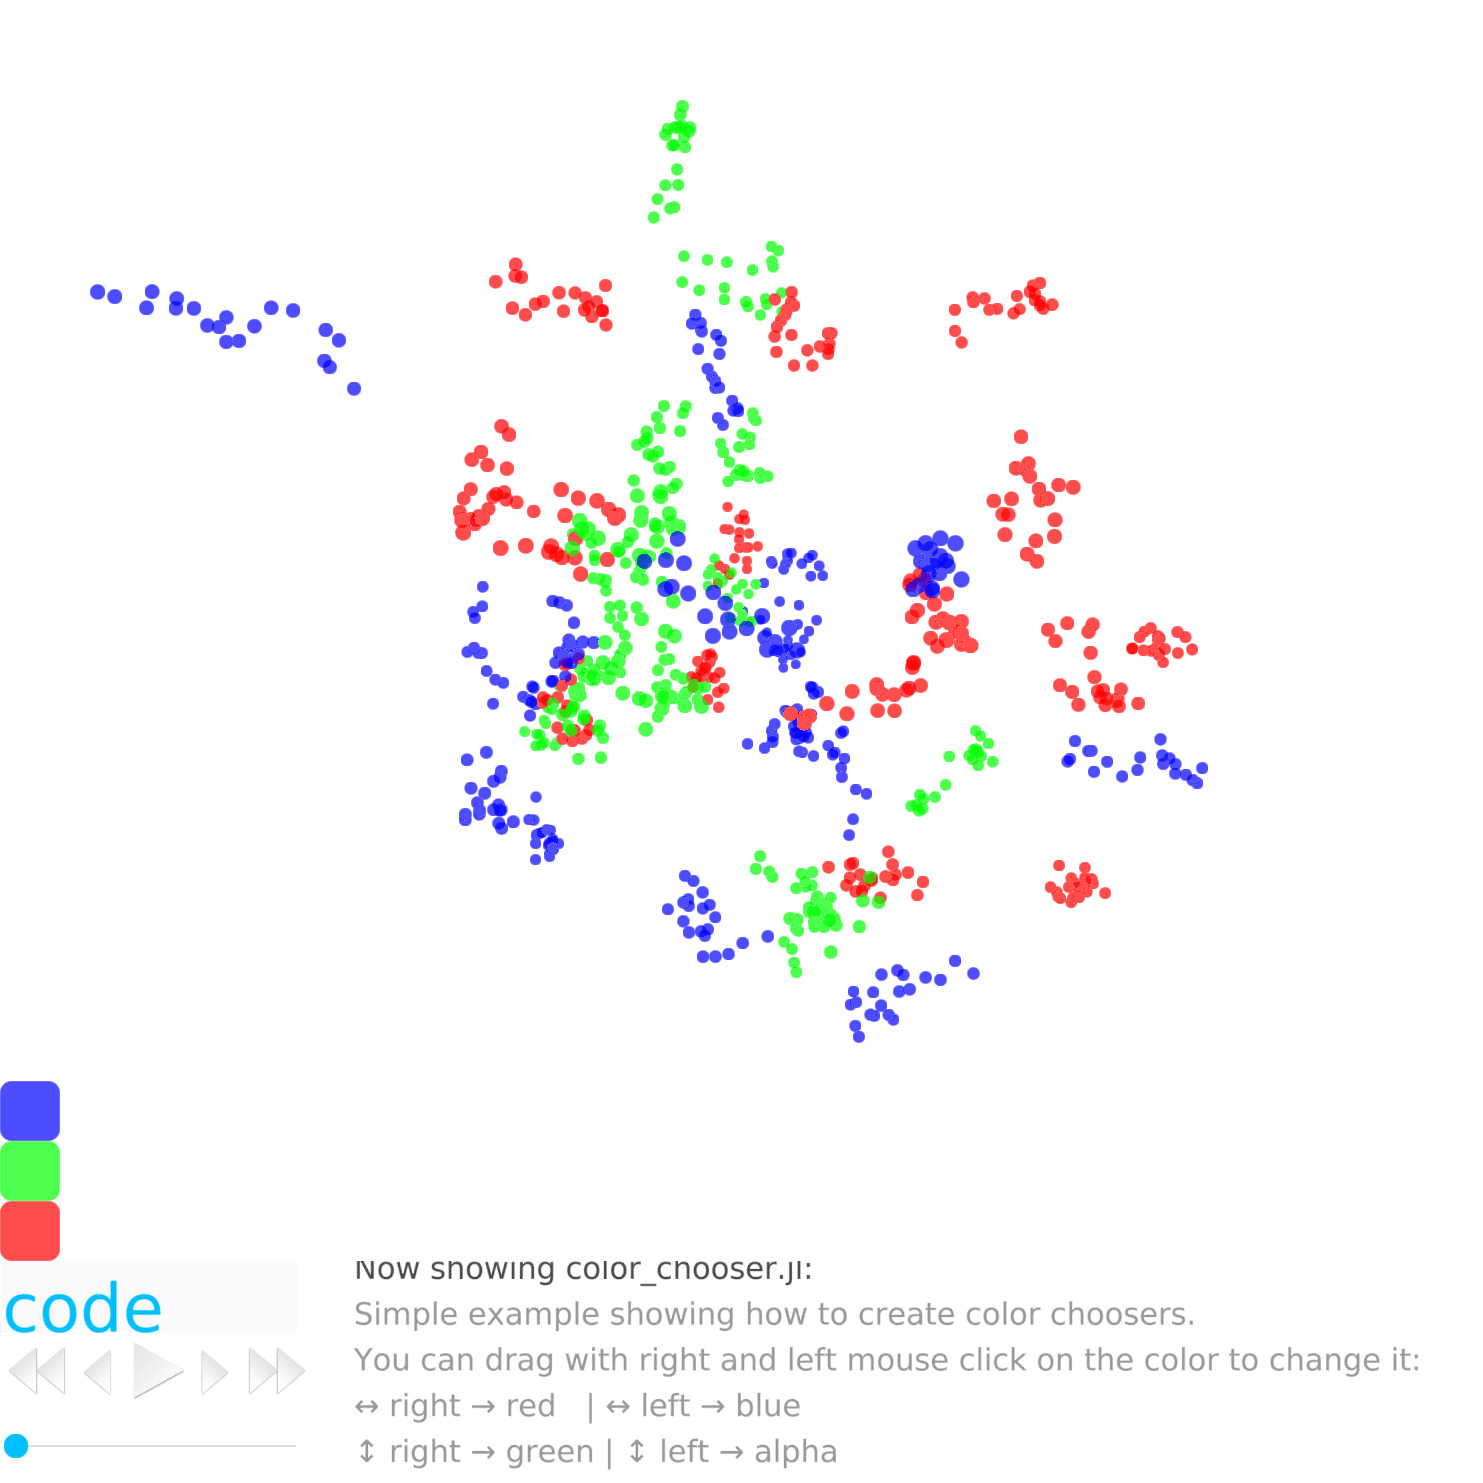 code
Now showing color_chooser.jl:
Simple example showing how to create color choosers.
You can drag with right and left mouse click on the color to change it:
↔ right → red | ↔ left → blue
↕ right → green | ↕ left → alpha